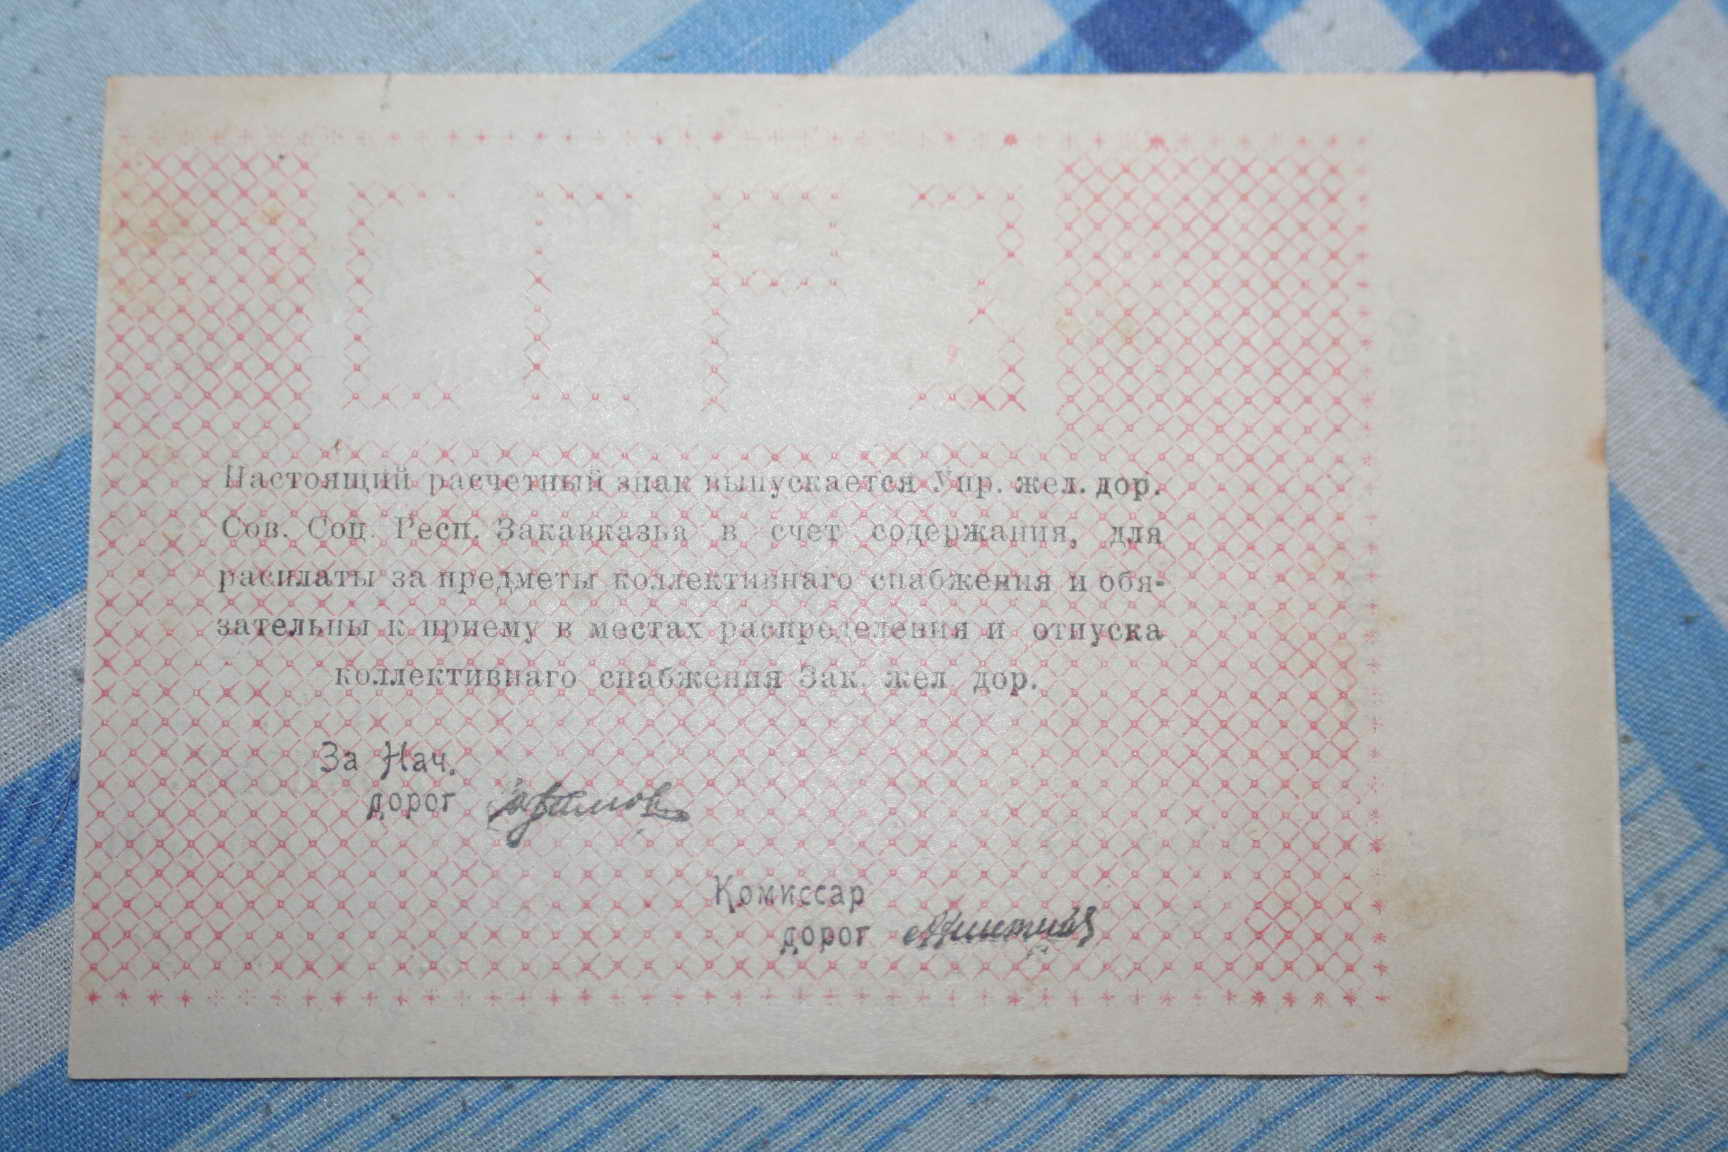 ССРЗ
Настоящий расчетный знак выпускается Упр. жел. дор.
Сов. Соц. Респ. Закавказья в счет содержания, для
расплаты за предметы коллективнаго снабжения и обя-
зательны к приему в местах распределения и отпуска
коллективнаго снабжения Зак. жел дор.
За Нач.
дорог
Комиссар
дорог